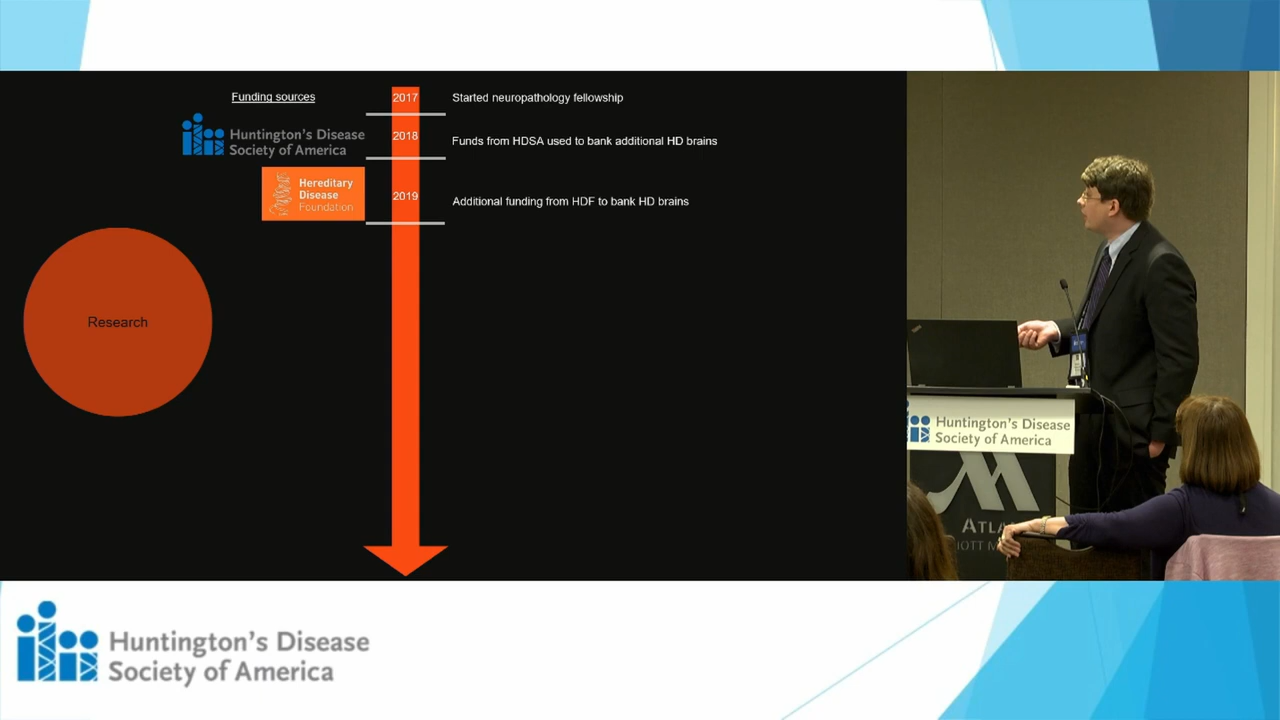 Funding sources
2017
Started neuropathology fellowship
Huntington's Disease
Society of America
2018
Funds from HDSA used to bank additional HD brains
Hereditary
Disease
Foundation
2019
Additional funding from HDF to bank HD brains
Research
Huntington's Disease
Society of America
Huntington's Disease
Society of America